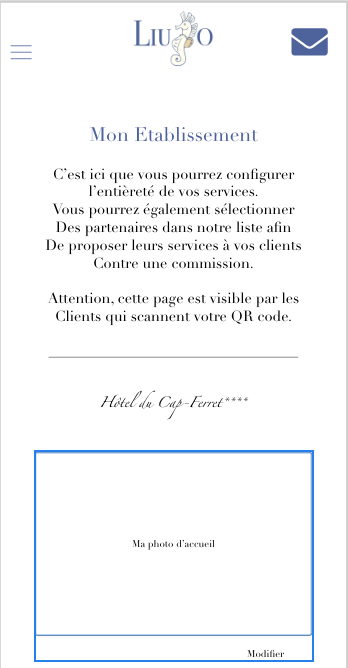 LIU O
Mon Etablissement
C’est ici que vous pourrez configurer
l’entièreté de vos services.
Vous pourrez également sélectionner
Des partenaires dans notre liste afin
De proposer leurs services à vos clients
Contre une commission.
Attention, cette page est visible par les
Clients qui scannent votre QR code.
Hôtel du Cap-Ferret****
Ma photo d’accueil
Modifier